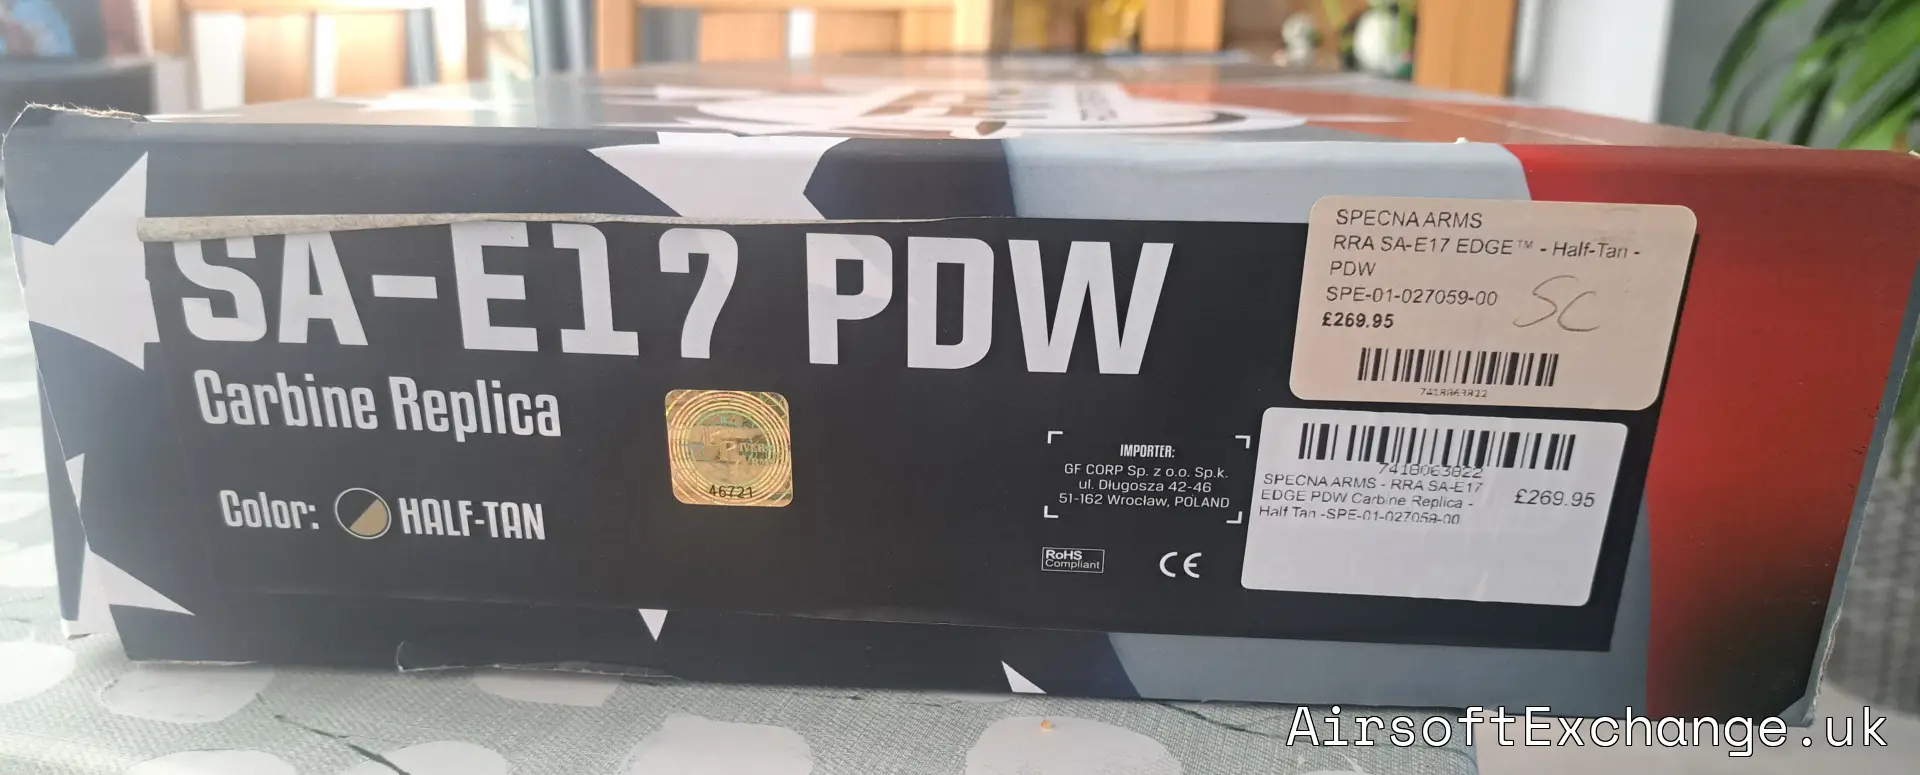 SA-E17 PDW
Carbine Replica
Color: HALF-TAN
46721
IMPORTER:
GF CORP Sp. z o.o. Sp.k.
ul. Długosza 42-46
51-162 Wrocław, POLAND
RoHS
Compliant
CE
SPECNA ARMS
RRA SA-E17 EDGE™ - Half-Tan -
PDW
SPE-01-027059-00
SC
£269.95
7418063822
7418063822
SPECNA ARMS - RRA SA-E17
EDGE PDW Carbine Replica -
Half Tan -SPE-01-027059-00
£269.95
AirsoftExchange.uk